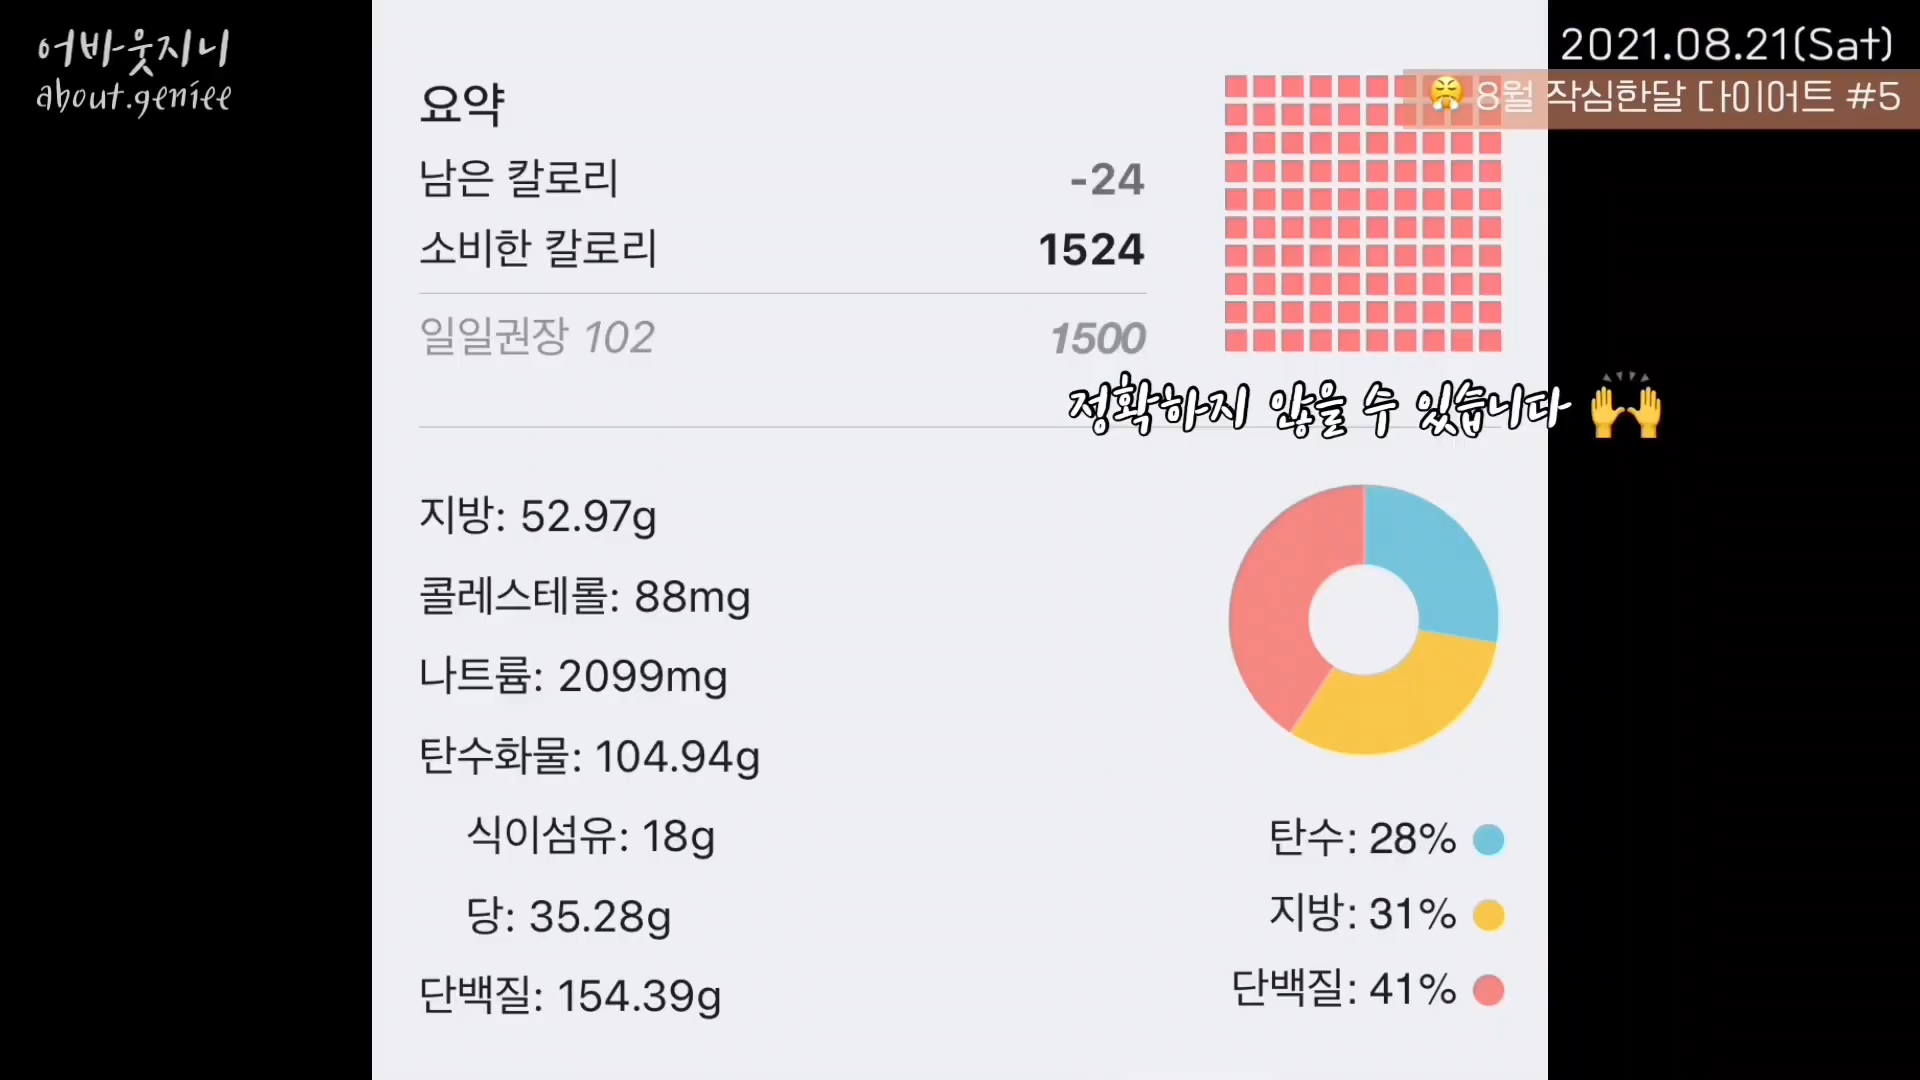 어바웃지니
about.geniee
2021.08.21(Sat)
😤 8월 작심한달 다이어트 #5
요약
남은 칼로리 -24
소비한 칼로리 1524
일일권장 102 1500
정확하지 않을 수 있습니다 🙌
지방: 52.97g
콜레스테롤: 88mg
나트륨: 2099mg
탄수화물: 104.94g
식이섬유: 18g
당: 35.28g
단백질: 154.39g
탄수: 28%
지방: 31%
단백질: 41%